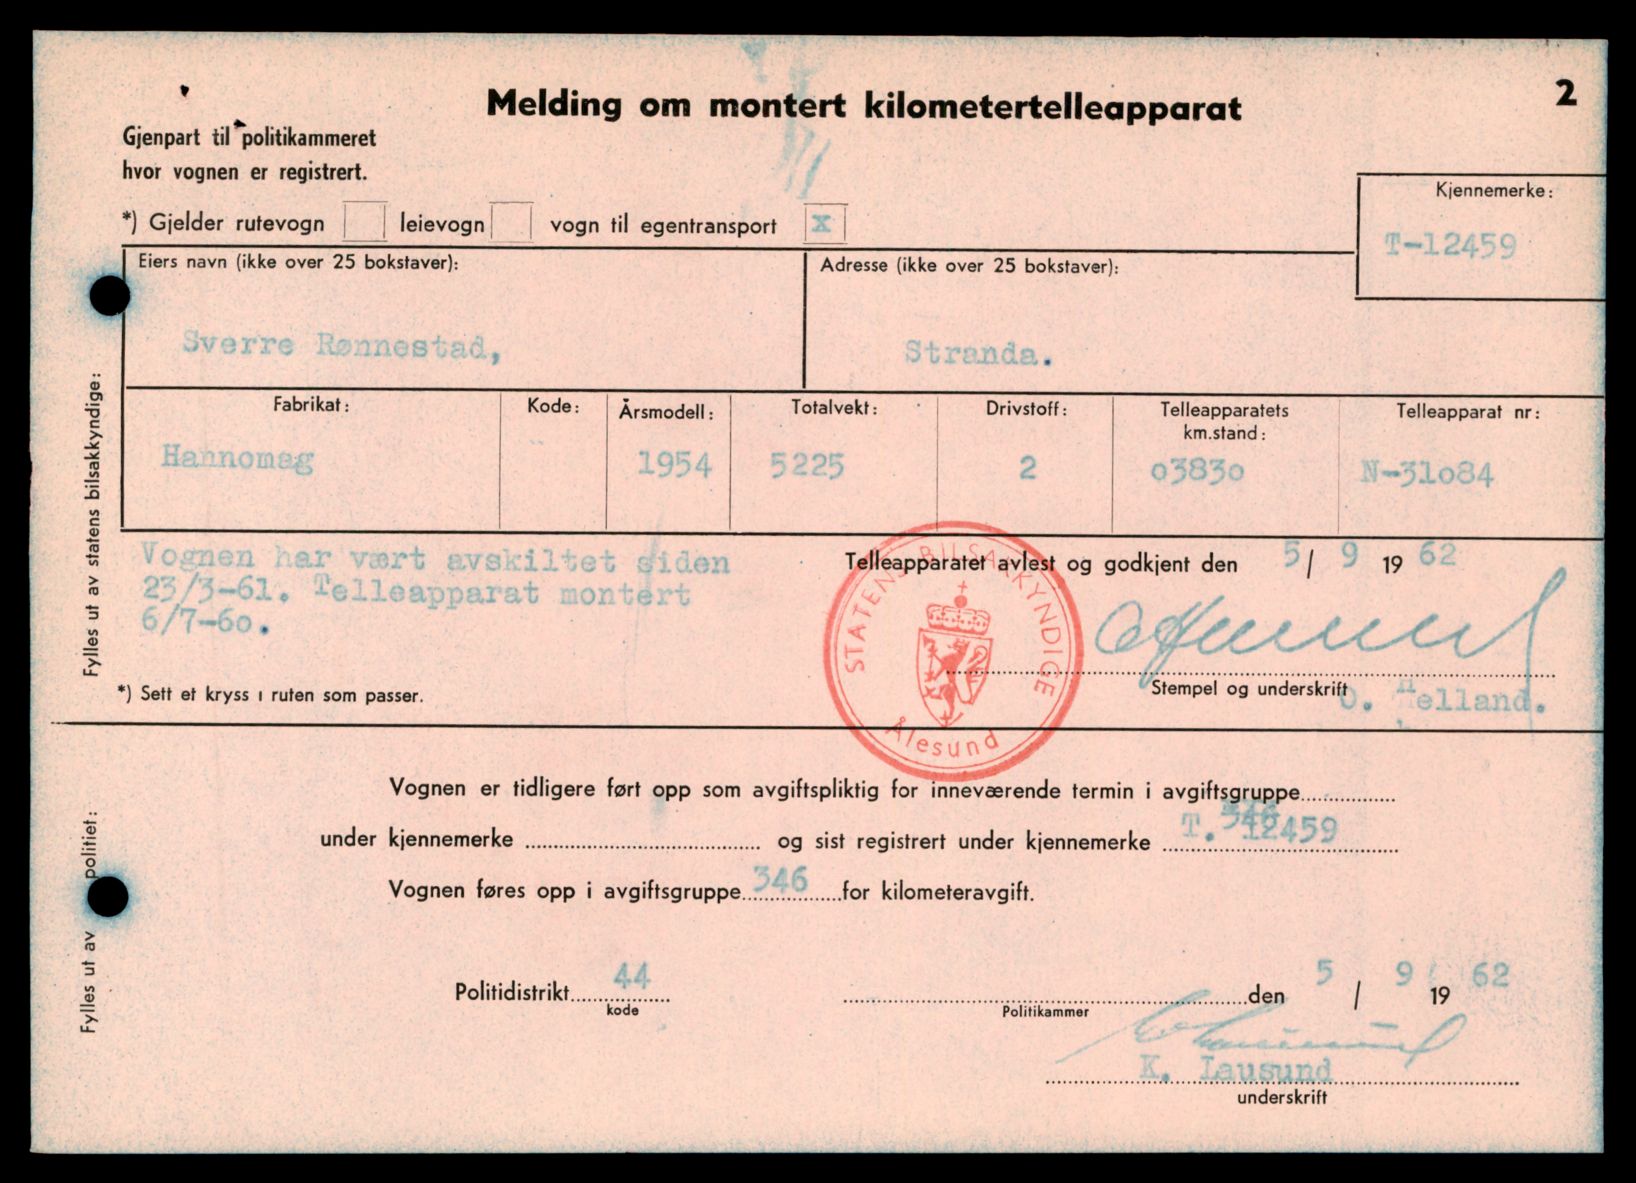 2
Melding om montert kilometertelleapparat
Gjenpart til politikammeret
hvor vognen er registrert.
*) Gjelder rutevogn leievogn vogn til egentransport x
Kjennemerke:
T-12459
Eiers navn (ikke over 25 bokstaver):
Adresse (ikke over 25 bokstaver):
Sverre Rønnestad,
Stranda.
Fabrikat: Kode: Årsmodell: Totalvekt: Drivstoff: Telleapparatets km.stand: Telleapparat nr:
Hannomag 1954 5225 2 o383o N-31o84
Fylles ut av statens bilsakkyndige:
Vognen har vært avskiltet siden
23/3-61. Telleapparat montert
6/7-6o.
Telleapparatet avlest og godkjent den 5/ 9 19 62
STATENS BILSAKKYNDIGE
Ålesund
Stempel og underskrift
O. Helland.
*) Sett et kryss i ruten som passer.
Fylles ut av politiet:
Vognen er tidligere ført opp som avgiftspliktig for inneværende termin i avgiftsgruppe 346
under kjennemerke og sist registrert under kjennemerke T. 12459
Vognen føres opp i avgiftsgruppe 346 for kilometeravgift.
Politidistrikt 44
kode
Politikammer
den 5 / 9 19 62
K. Lausund
underskrift